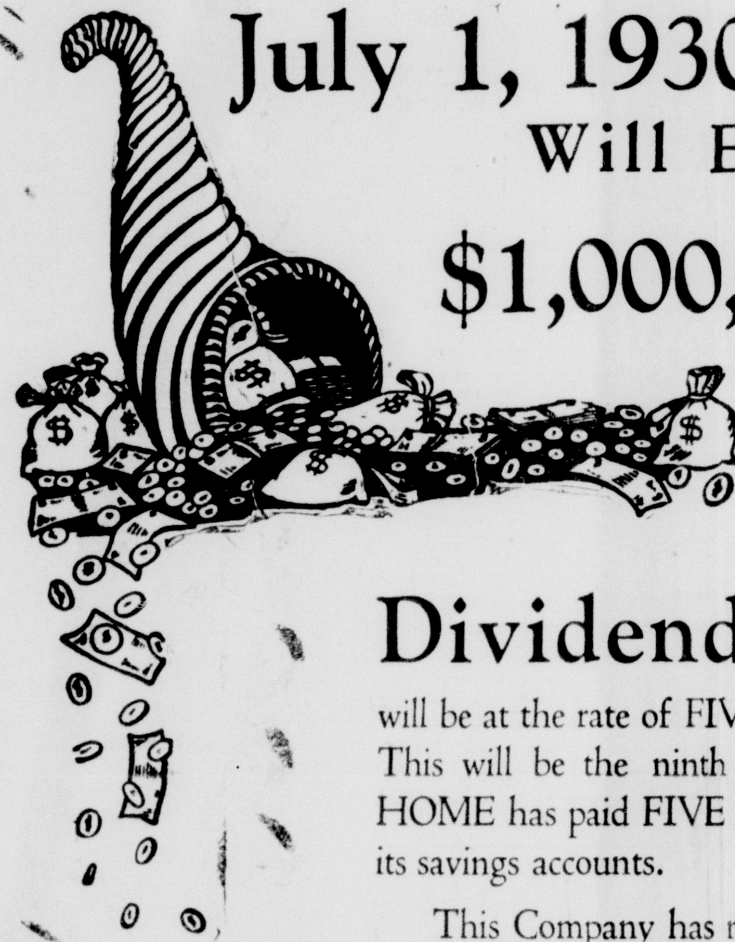 July 1, 1930
Will
$1,000,
$
$
$
$
$
Dividend
will be at the rate of FIV
This will be the ninth
HOME has paid FIVE
its savings accounts.
This Company has